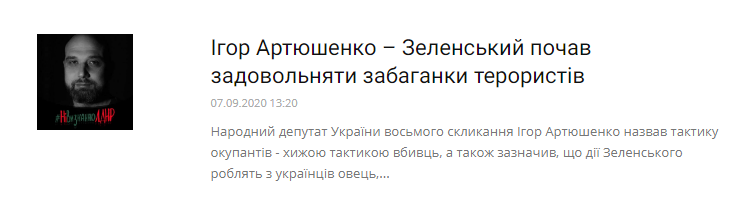 Ігор Артюшенко – Зеленський почав
задовольняти забаганки терористів
07.09.2020 13:20
Народний депутат України восьмого скликання Ігор Артюшенко назвав тактику
окупантів - хижою тактикою вбивць, а також зазначив, що дії Зеленського
роблять з українців овець,...